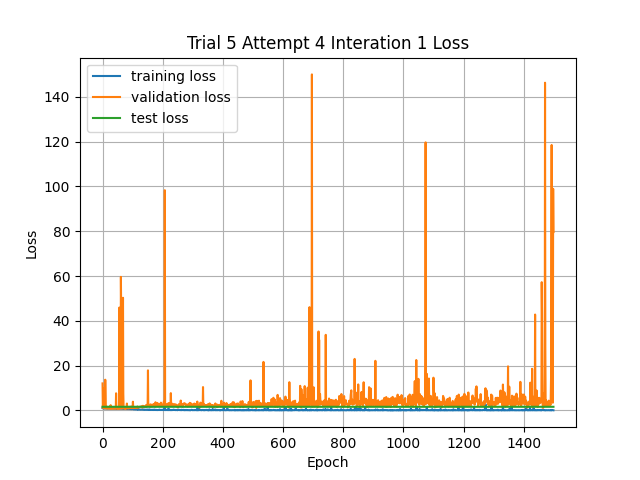 Trial 5 Attempt 4 Interation 1 Loss
training loss
validation loss
test loss
140
120
100
80
60
40
20
0
Loss
0 200 400 600 800 1000 1200 1400
Epoch